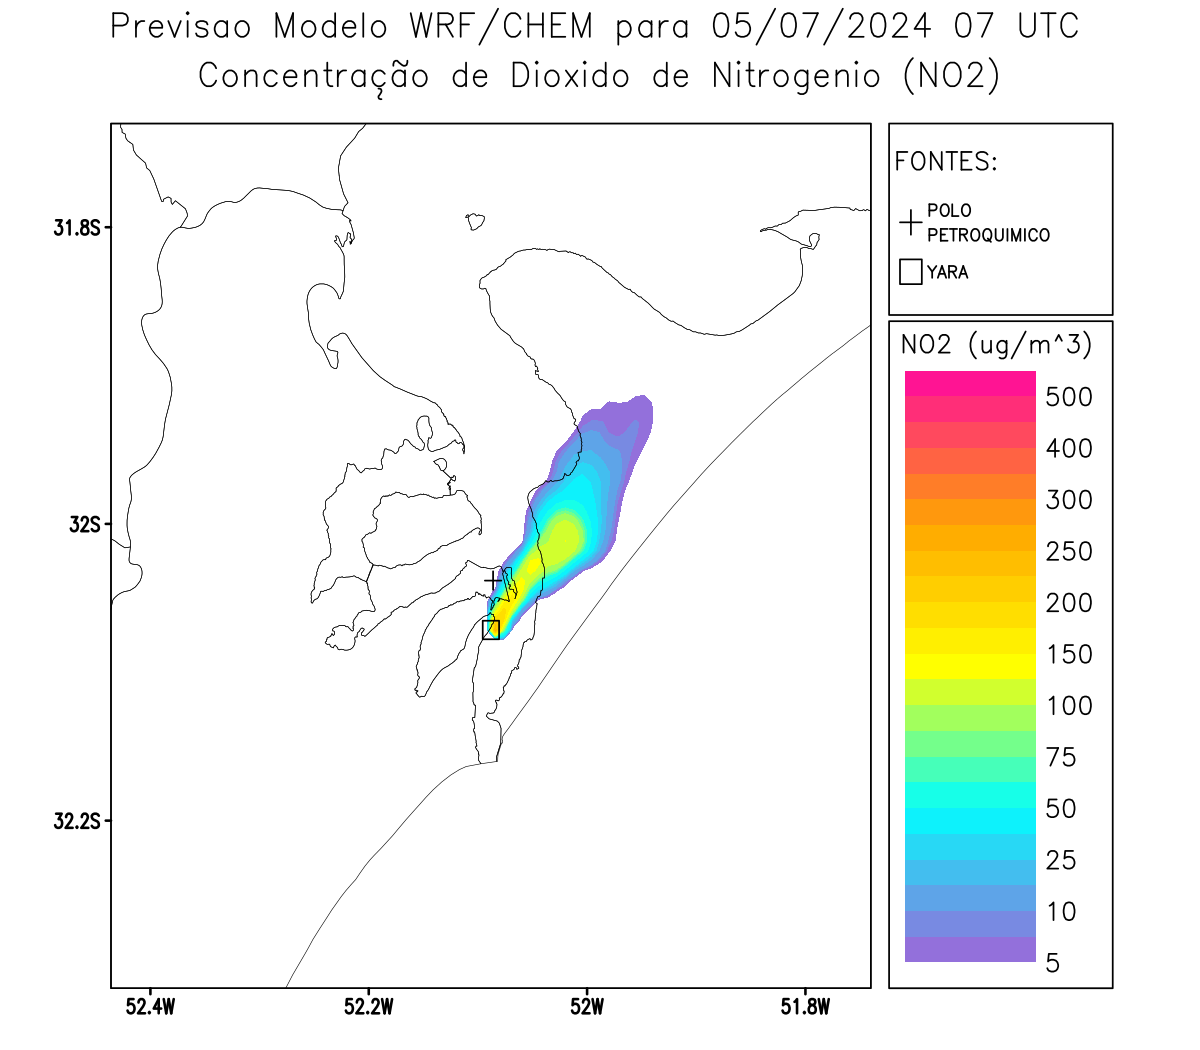 Previsao Modelo WRF/CHEM para 05/07/2024 07 UTC
Concentração de Dioxido de Nitrogenio (NO2)
FONTES:
POLO
PETROQUIMICO
YARA
NO2 (ug/m^3)
500
400
300
250
200
150
100
75
50
25
10
5
31.8S
32S
32.2S
52.4W
52.2W
52W
51.8W